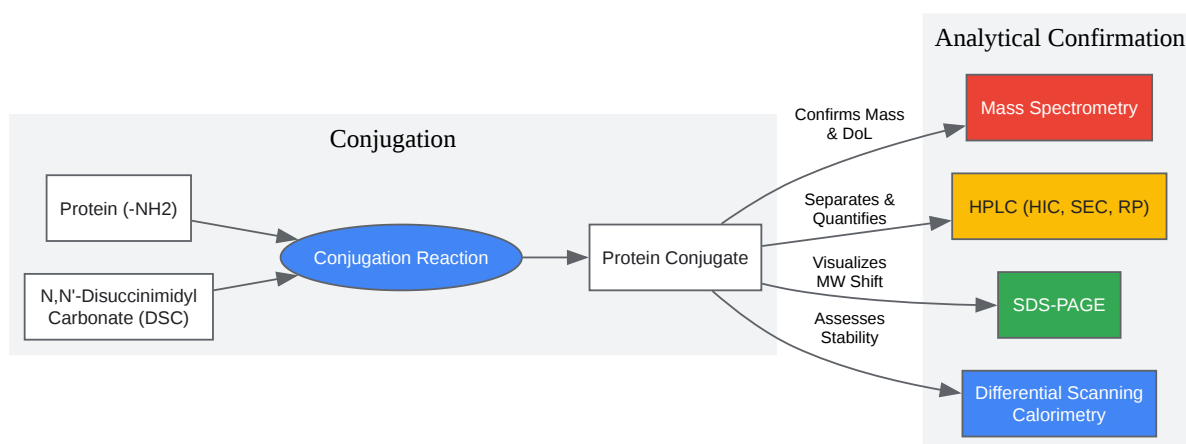 Conjugation
Protein (-NH2)
N,N'-Disuccinimidyl
Carbonate (DSC)
Conjugation Reaction
Protein Conjugate
Confirms Mass
& DoL
Separates &
Quantifies
Visualizes
MW Shift
Assesses
Stability
Analytical Confirmation
Mass Spectrometry
HPLC (HIC, SEC, RP)
SDS-PAGE
Differential Scanning
Calorimetry